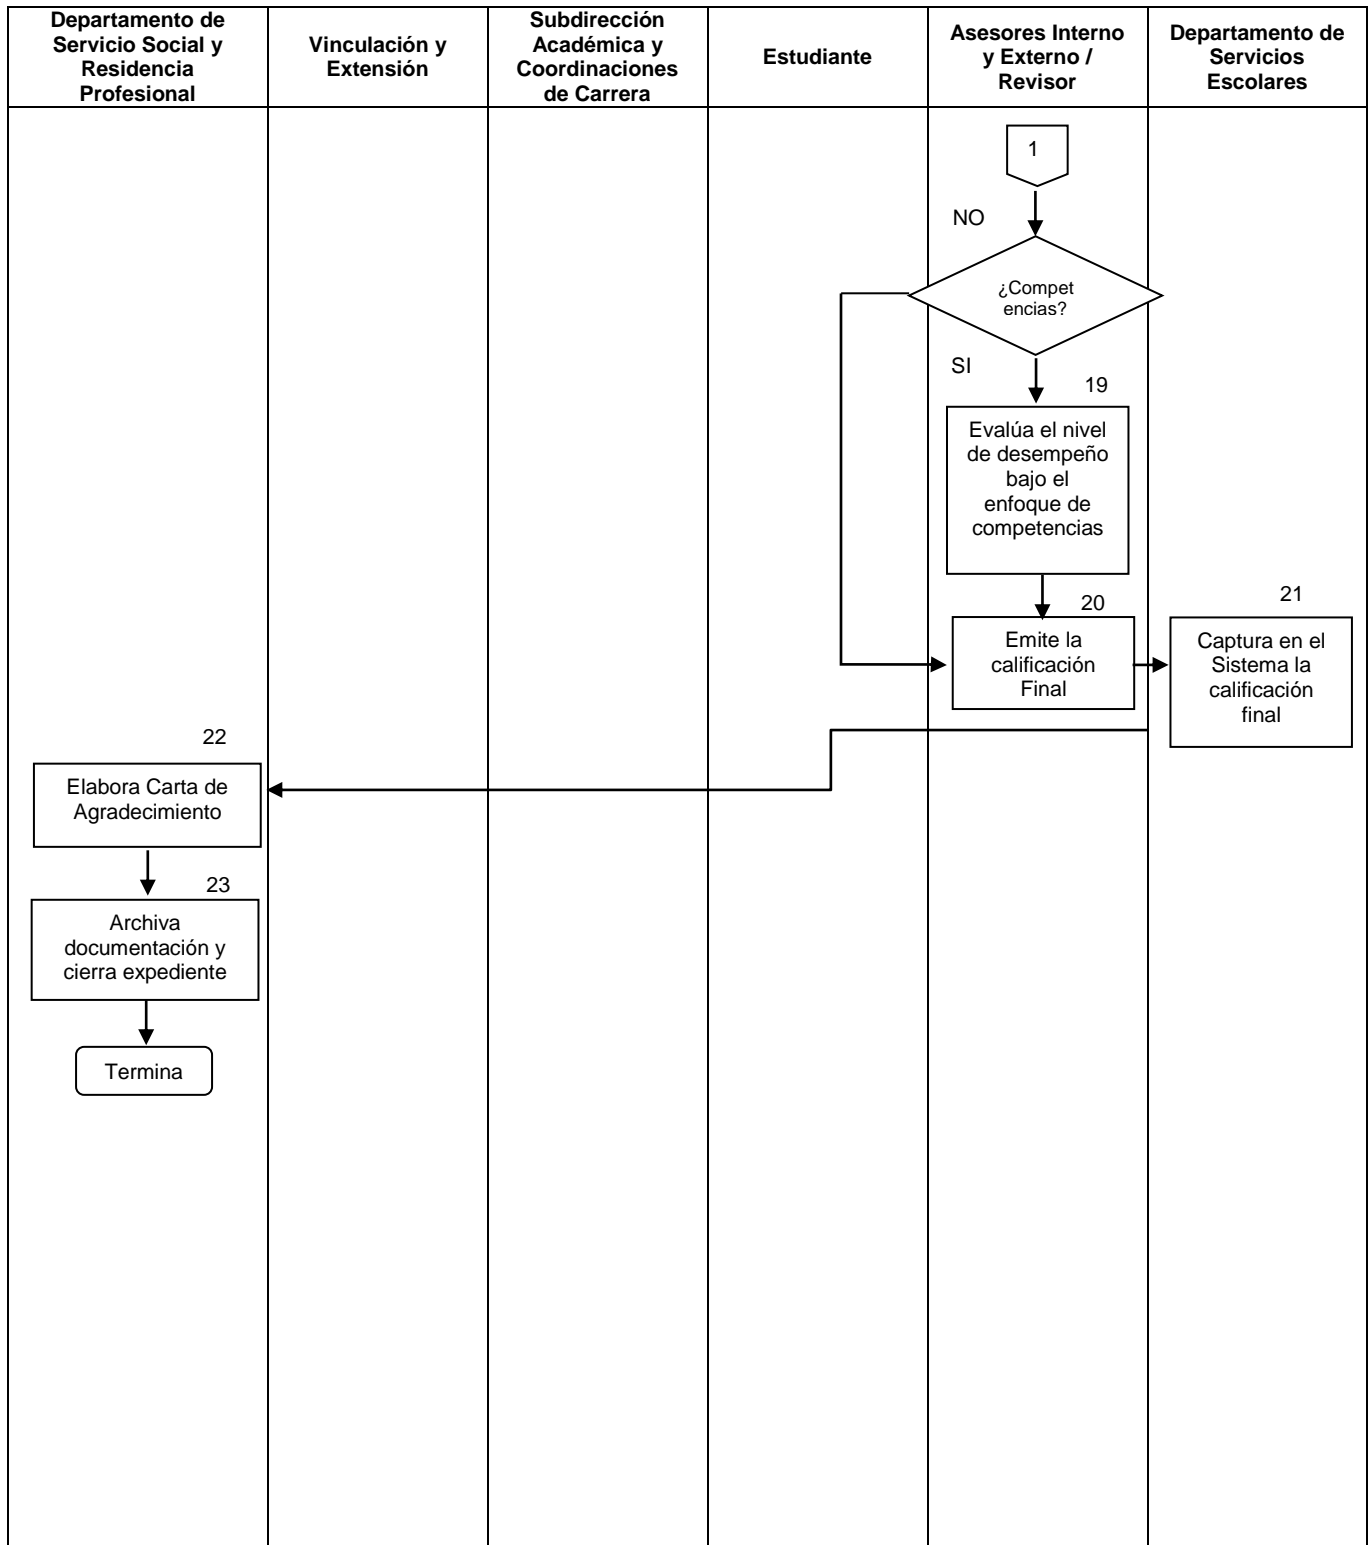 Departamento de
Servicio Social y
Residencia
Profesional
Vinculación y
Extensión
Subdirección
Académica y
Coordinaciones
de Carrera
Estudiante
Asesores Interno
y Externo /
Revisor
Departamento de
Servicios
Escolares
1
NO
¿Compet
encias?
SI
19
Evalúa el nivel
de desempeño
bajo el
enfoque de
competencias
20
Emite la
calificación
Final
21
Captura en el
Sistema la
calificación
final
22
Elabora Carta de
Agradecimiento
23
Archiva
documentación y
cierra expediente
Termina